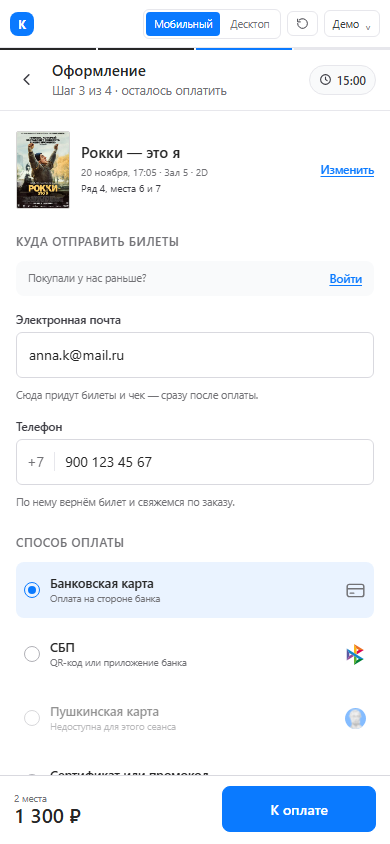 К
Мобильный
Десктоп
Демо
Оформление
Шаг 3 из 4 · осталось оплатить
15:00
РОККИ
ЭТО Я
Рокки — это я
20 ноября, 17:05 · Зал 5 · 2D
Ряд 4, места 6 и 7
Изменить
КУДА ОТПРАВИТЬ БИЛЕТЫ
Покупали у нас раньше?
Войти
Электронная почта
anna.k@mail.ru
Сюда придут билеты и чек — сразу после оплаты.
Телефон
+7 900 123 45 67
По нему вернём билет и свяжемся по заказу.
СПОСОБ ОПЛАТЫ
Банковская карта
Оплата на стороне банка
СБП
QR-код или приложение банка
Пушкинская карта
Недоступна для этого сеанса
Сертификат или промокод
2 места
1 300 ₽
К оплате